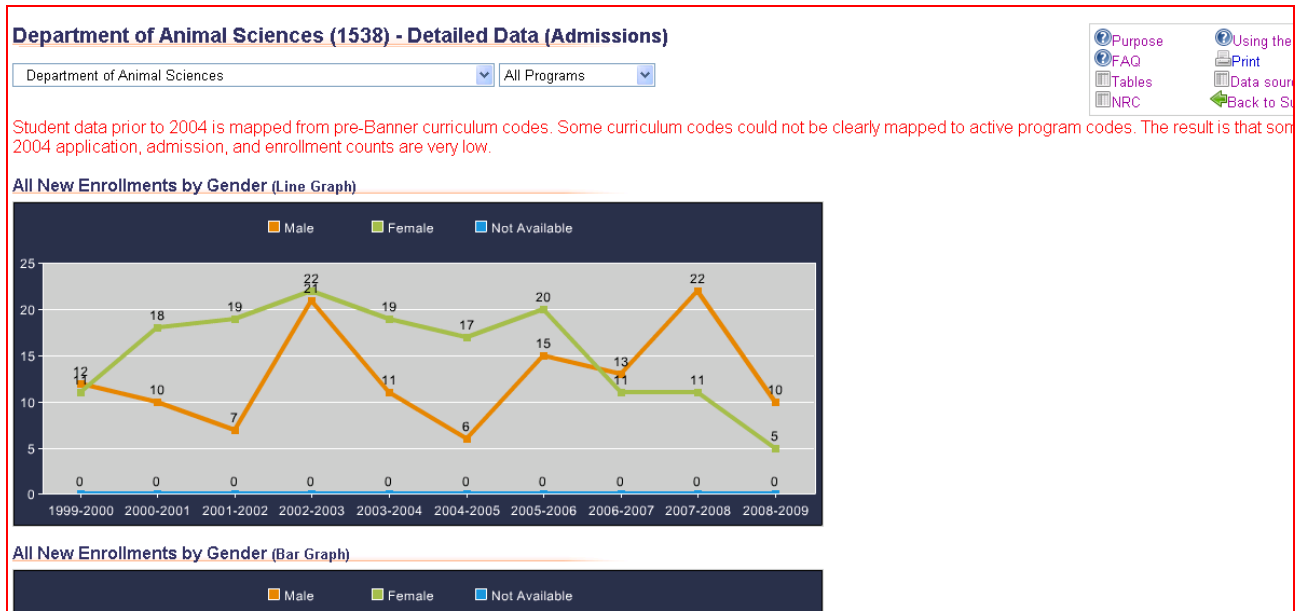 Department of Animal Sciences (1538) - Detailed Data (Admissions)
Purpose Using the
FAQ Print
Tables Data sour
NRC Back to Su
Department of Animal Sciences All Programs
Student data prior to 2004 is mapped from pre-Banner curriculum codes. Some curriculum codes could not be clearly mapped to active program codes. The result is that som
2004 application, admission, and enrollment counts are very low.
All New Enrollments by Gender (Line Graph)
Male Female Not Available
25
20
15
10
5
0
12 10 7 21 11 6 15 13 22 10
11 18 19 22 19 17 20 11 11 5
0 0 0 0 0 0 0 0 0 0
1999-2000 2000-2001 2001-2002 2002-2003 2003-2004 2004-2005 2005-2006 2006-2007 2007-2008 2008-2009
All New Enrollments by Gender (Bar Graph)
Male Female Not Available